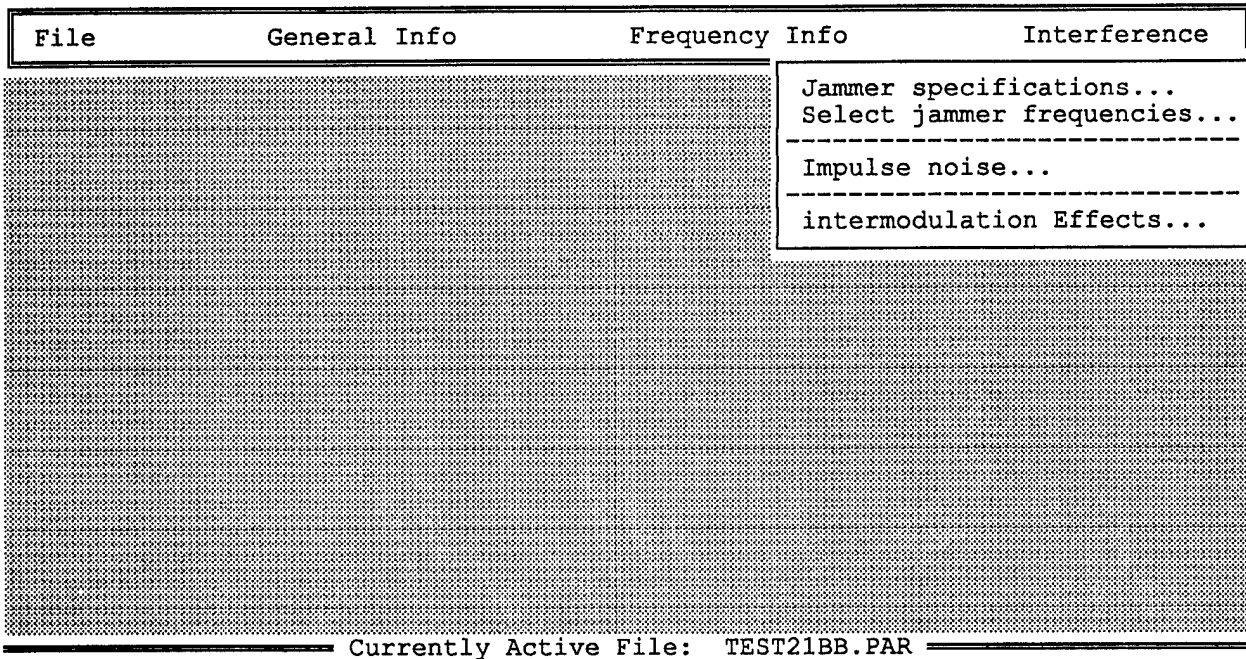 File General Info Frequency Info Interference
Jammer specifications...
Select jammer frequencies...
Impulse noise...
intermodulation Effects...
Currently Active File: TEST21BB.PAR